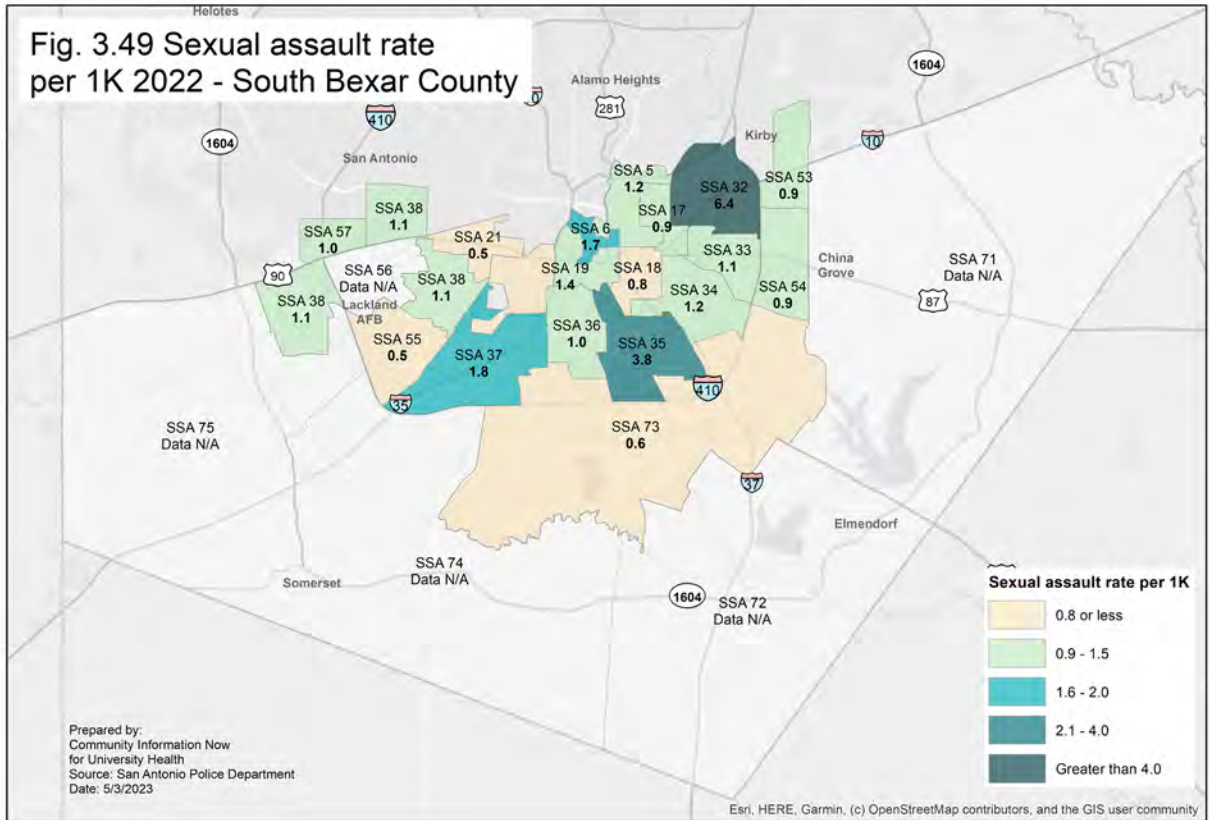 Helotes
Fig. 3.49 Sexual assault rate
per 1K 2022 - South Bexar County
1604
Alamo Heights
281
410
1604
Kirby
10
San Antonio
SSA 5
1.2
SSA 53
0.9
SSA 32
6.4
SSA 38
1.1
SSA 17
0.9
SSA 57
1.0
SSA 6
1.7
SSA 21
0.5
SSA 33
1.1
China
Grove
SSA 71
Data N/A
90
SSA 56
Data N/A
SSA 38
1.1
SSA 19
1.4
SSA 18
0.8
SSA 34
1.2
SSA 54
0.9
87
SSA 38
1.1
Lackland
AFB
SSA 36
1.0
SSA 55
0.5
SSA 35
3.8
SSA 37
1.8
410
35
SSA 75
Data N/A
SSA 73
0.6
37
Elmendorf
SSA 74
Data N/A
Somerset
1604
SSA 72
Data N/A
Sexual assault rate per 1K
0.8 or less
0.9 - 1.5
1.6 - 2.0
2.1 - 4.0
Greater than 4.0
Prepared by:
Community Information Now
for University Health
Source: San Antonio Police Department
Date: 5/3/2023
Esri, HERE, Garmin, (c) OpenStreetMap contributors, and the GIS user community